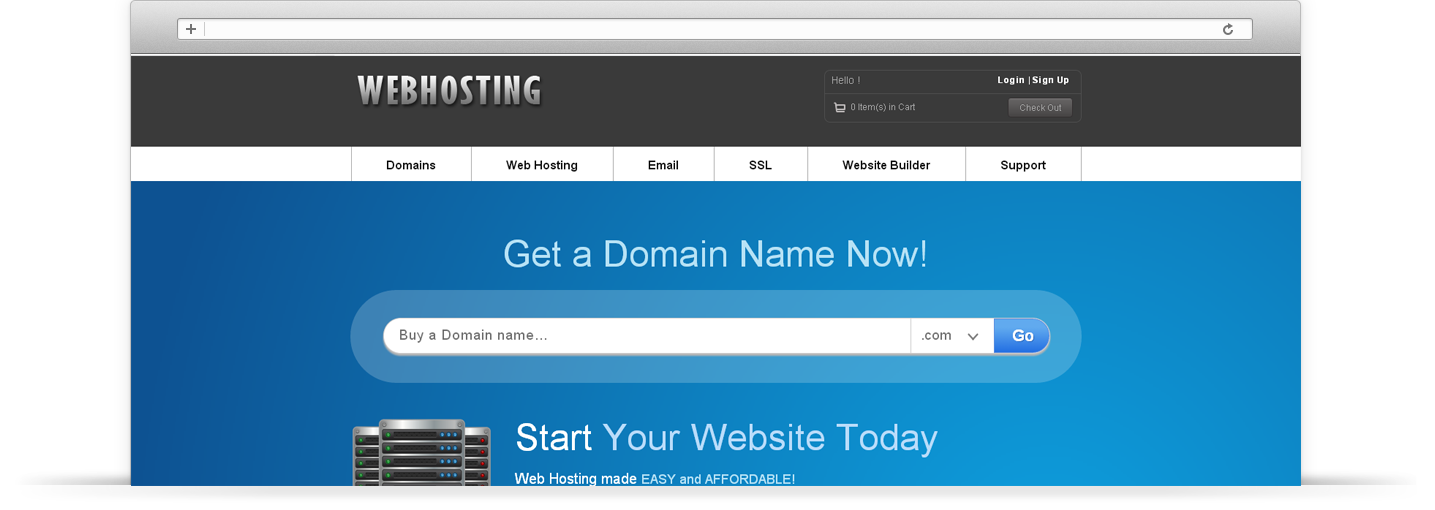 WEBHOSTING
Hello !
Login | Sign Up
0 Item(s) in Cart
Check Out
Domains
Web Hosting
Email
SSL
Website Builder
Support
Get a Domain Name Now!
Buy a Domain name...
.com
Go
Start Your Website Today
Web Hosting made EASY and AFFORDABLE!